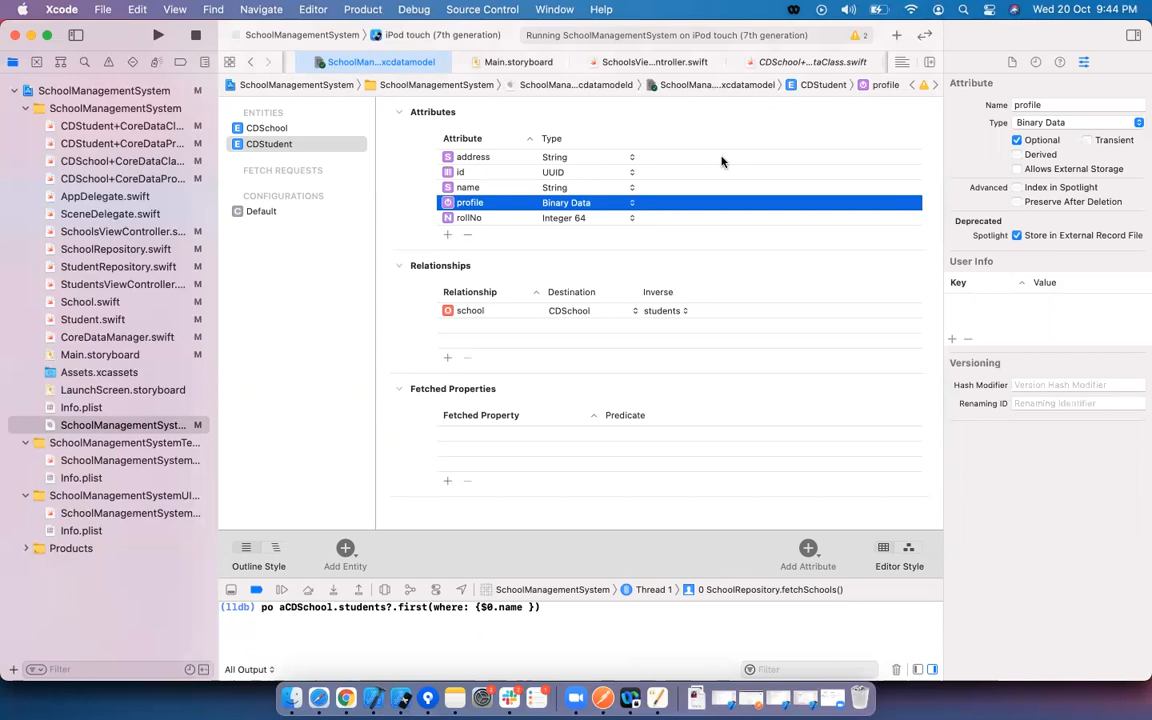 Xcode File Edit View Find Navigate Editor Product Debug Source Control Window Help Wed 20 Oct 9:44 PM
SchoolManagementSystem iPod touch (7th generation) Running SchoolManagementSystem on iPod touch (7th generation) 2
SchoolMan...xcdatamodel Main.storyboard SchoolsVie...ntroller.swift CDSchool+...taClass.swift
SchoolManagementSystem SchoolManagementSystem SchoolMana...cdatamodeld SchoolMana...xcdatamodel CDStudent profile
SchoolManagementSystem
SchoolManagementSystem M
CDStudent+CoreDataCl... M
CDStudent+CoreDataPr... M
CDSchool+CoreDataCla... M
CDSchool+CoreDataPro... M
AppDelegate.swift M
SceneDelegate.swift M
SchoolsViewController.s... M
SchoolRepository.swift M
StudentRepository.swift M
StudentsViewController.... M
School.swift M
Student.swift M
CoreDataManager.swift M
Main.storyboard M
Assets.xcassets
LaunchScreen.storyboard
Info.plist
SchoolManagementSyst... M
SchoolManagementSystemTe...
SchoolManagementSystem...
Info.plist
SchoolManagementSystemUI...
SchoolManagementSystem...
Info.plist
Products
Filter
ENTITIES
E CDSchool
E CDStudent
FETCH REQUESTS
CONFIGURATIONS
C Default
Attributes
Attribute Type
S address String
id UUID
S name String
profile Binary Data
N rollNo Integer 64
Relationships
Relationship Destination Inverse
O school CDSchool students
Fetched Properties
Fetched Property Predicate
Outline Style Add Entity Add Attribute Editor Style
SchoolManagementSystem Thread 1 0 SchoolRepository.fetchSchools()
(lldb) po aCDSchool.students?.first(where: {$0.name })
All Output Filter
Attribute
Name profile
Type Binary Data
Optional Transient
Derived
Allows External Storage
Advanced Index in Spotlight
Preserve After Deletion
Deprecated
Spotlight Store in External Record File
User Info
Key Value
Versioning
Hash Modifier Version Hash Modifier
Renaming ID Renaming Identifier